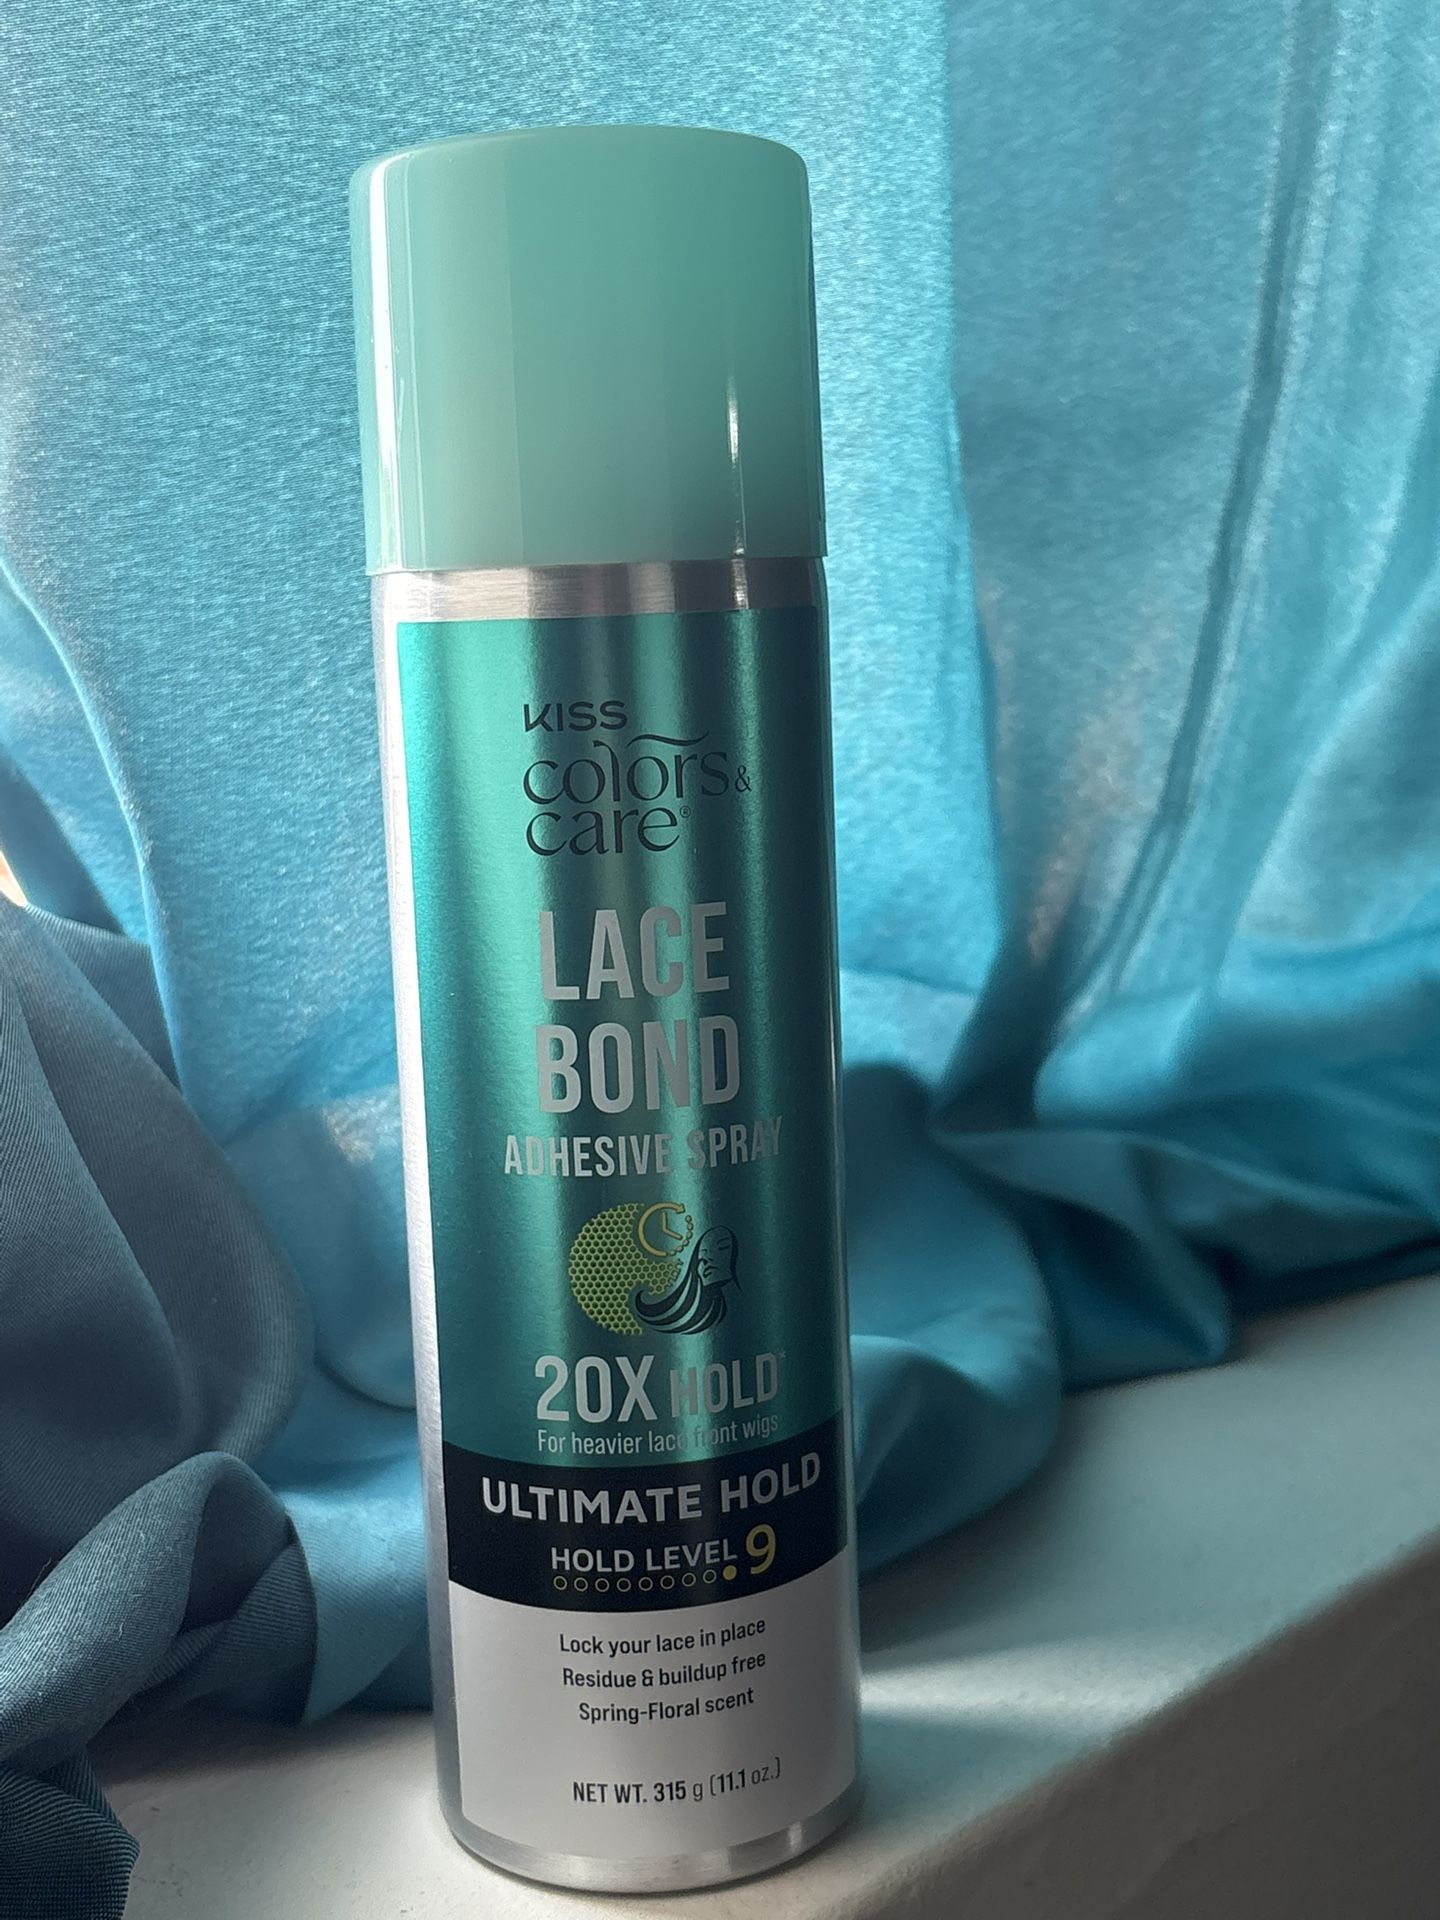 KISS
colors &
care®
LACE
BOND
ADHESIVE SPRAY
20X HOLD*
For heavier lace front wigs
ULTIMATE HOLD
HOLD LEVEL 9
Lock your lace in place
Residue & buildup free
Spring-Floral scent
NET WT. 315 g (11.1 oz.)